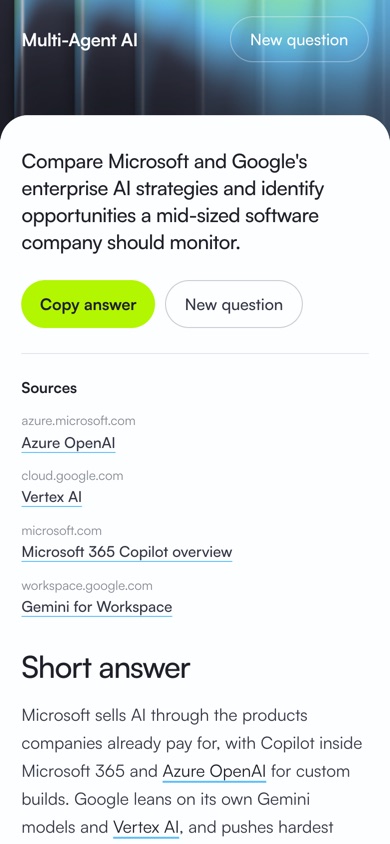 Multi-Agent AI
New question
Compare Microsoft and Google's
enterprise AI strategies and identify
opportunities a mid-sized software
company should monitor.
Copy answer
New question
Sources
azure.microsoft.com
Azure OpenAI
cloud.google.com
Vertex AI
microsoft.com
Microsoft 365 Copilot overview
workspace.google.com
Gemini for Workspace
Short answer
Microsoft sells AI through the products
companies already pay for, with Copilot inside
Microsoft 365 and Azure OpenAI for custom
builds. Google leans on its own Gemini
models and Vertex AI, and pushes hardest